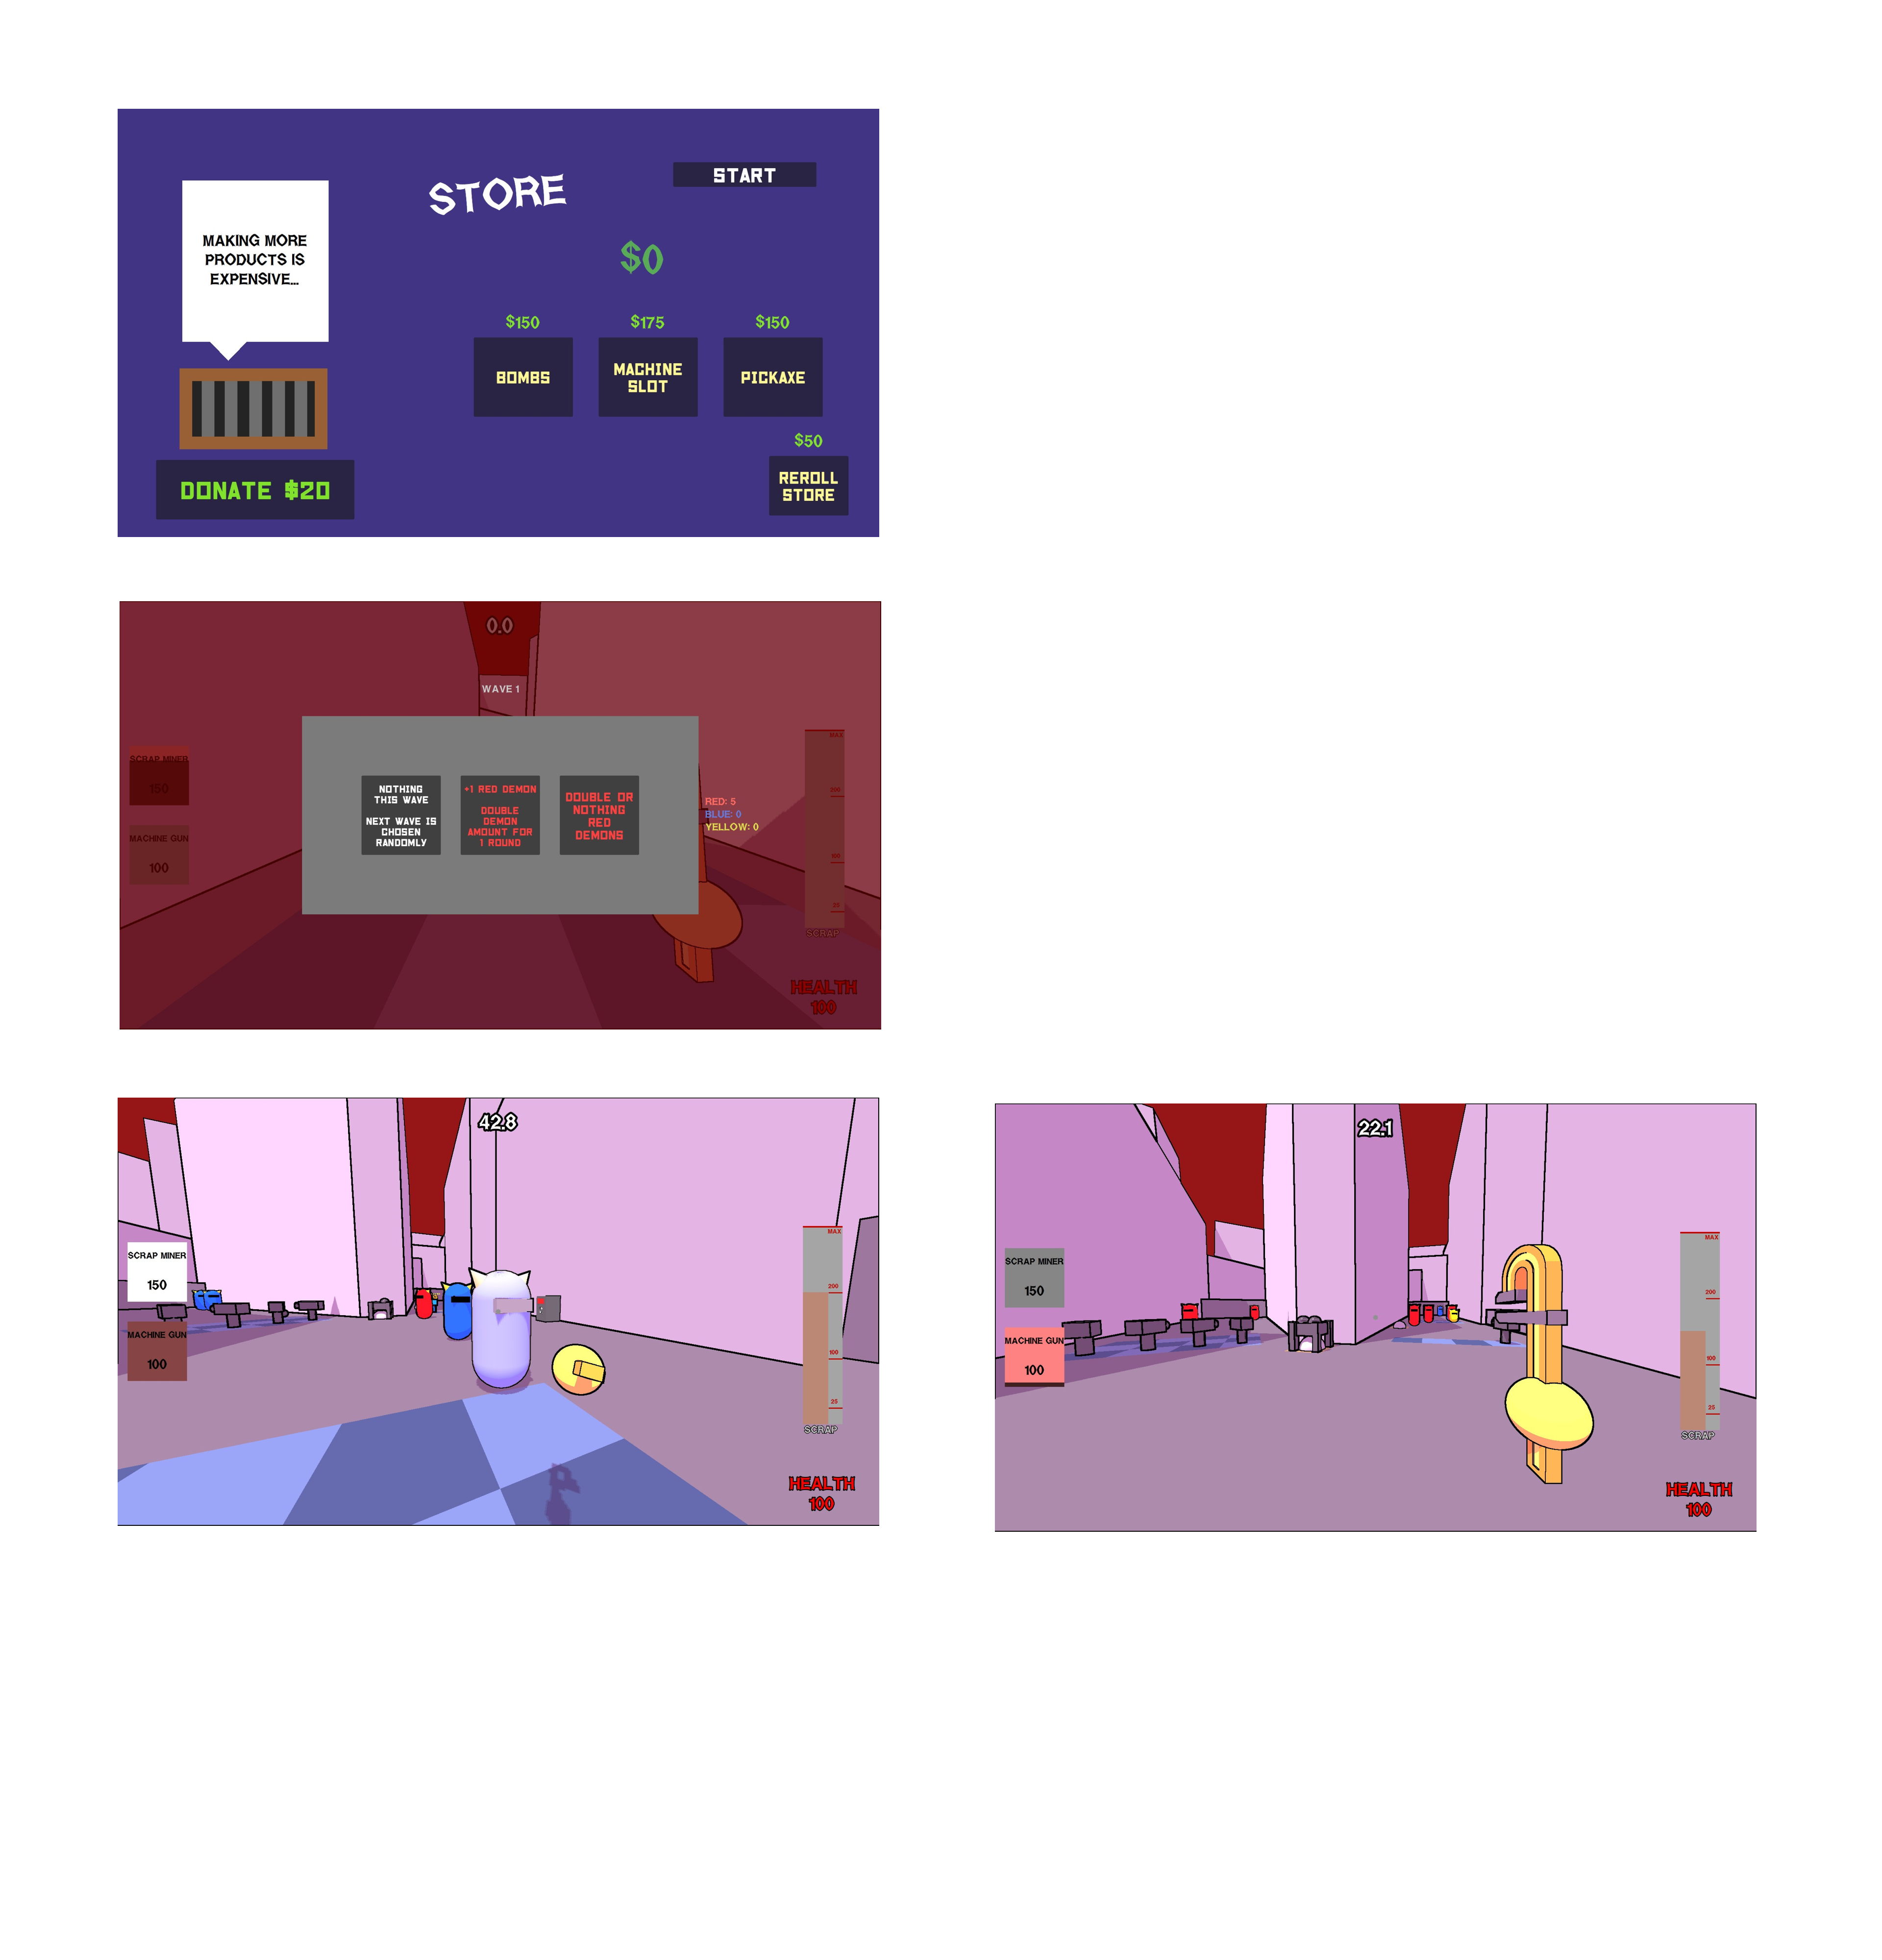 STORE
START
MAKING MORE
PRODUCTS IS
EXPENSIVE...
$0
$150
$175
$150
BOMBS
MACHINE
SLOT
PICKAXE
$50
REROLL
STORE
DONATE $20
0.0
WAVE 1
SCRAP MINER
150
MACHINE GUN
100
NOTHING
THIS WAVE
NEXT WAVE IS
CHOSEN
RANDOMLY
+1 RED DEMON
DOUBLE
DEMON
AMOUNT FOR
1 ROUND
DOUBLE OR
NOTHING
RED
DEMONS
RED: 5
BLUE: 0
YELLOW: 0
MAX
200
100
25
SCRAP
HEALTH
100
42.8
SCRAP MINER
150
MACHINE GUN
100
MAX
200
100
25
SCRAP
HEALTH
100
22.1
SCRAP MINER
150
MACHINE GUN
100
MAX
200
100
25
SCRAP
HEALTH
100